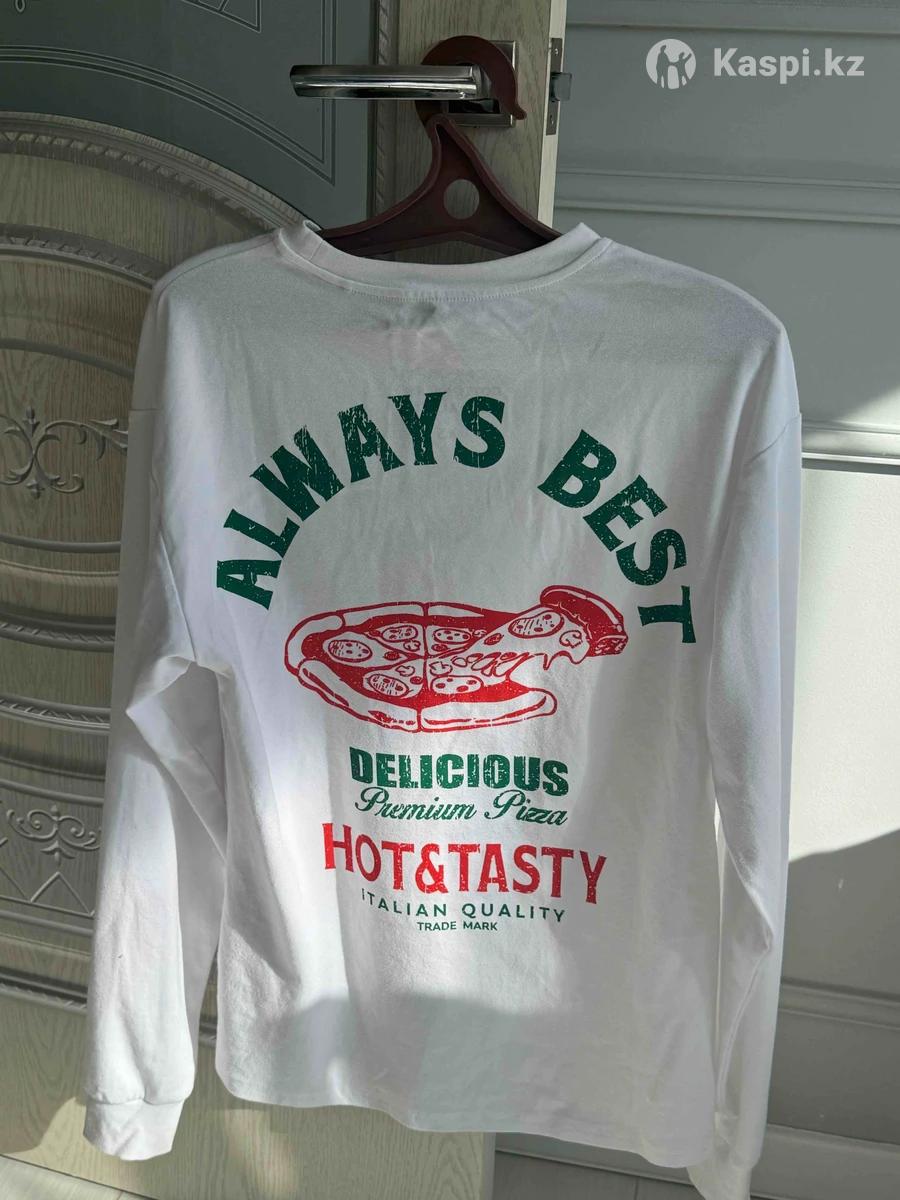 Kaspi.kz
ALWAYS BEST
DELICIOUS
Premium Pizza
HOT&TASTY
ITALIAN QUALITY
TRADE MARK